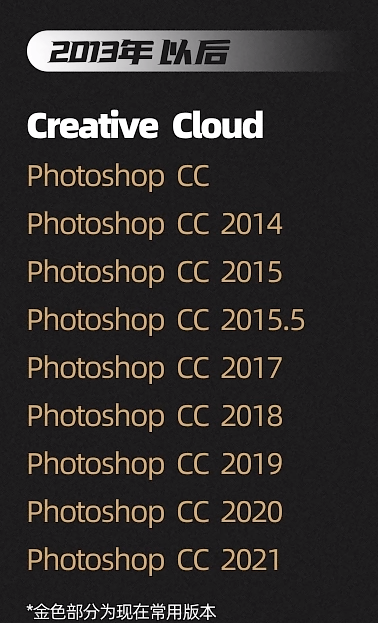 2013年 以后
Creative Cloud
Photoshop CC
Photoshop CC 2014
Photoshop CC 2015
Photoshop CC 2015.5
Photoshop CC 2017
Photoshop CC 2018
Photoshop CC 2019
Photoshop CC 2020
Photoshop CC 2021
*金色部分为现在常用版本